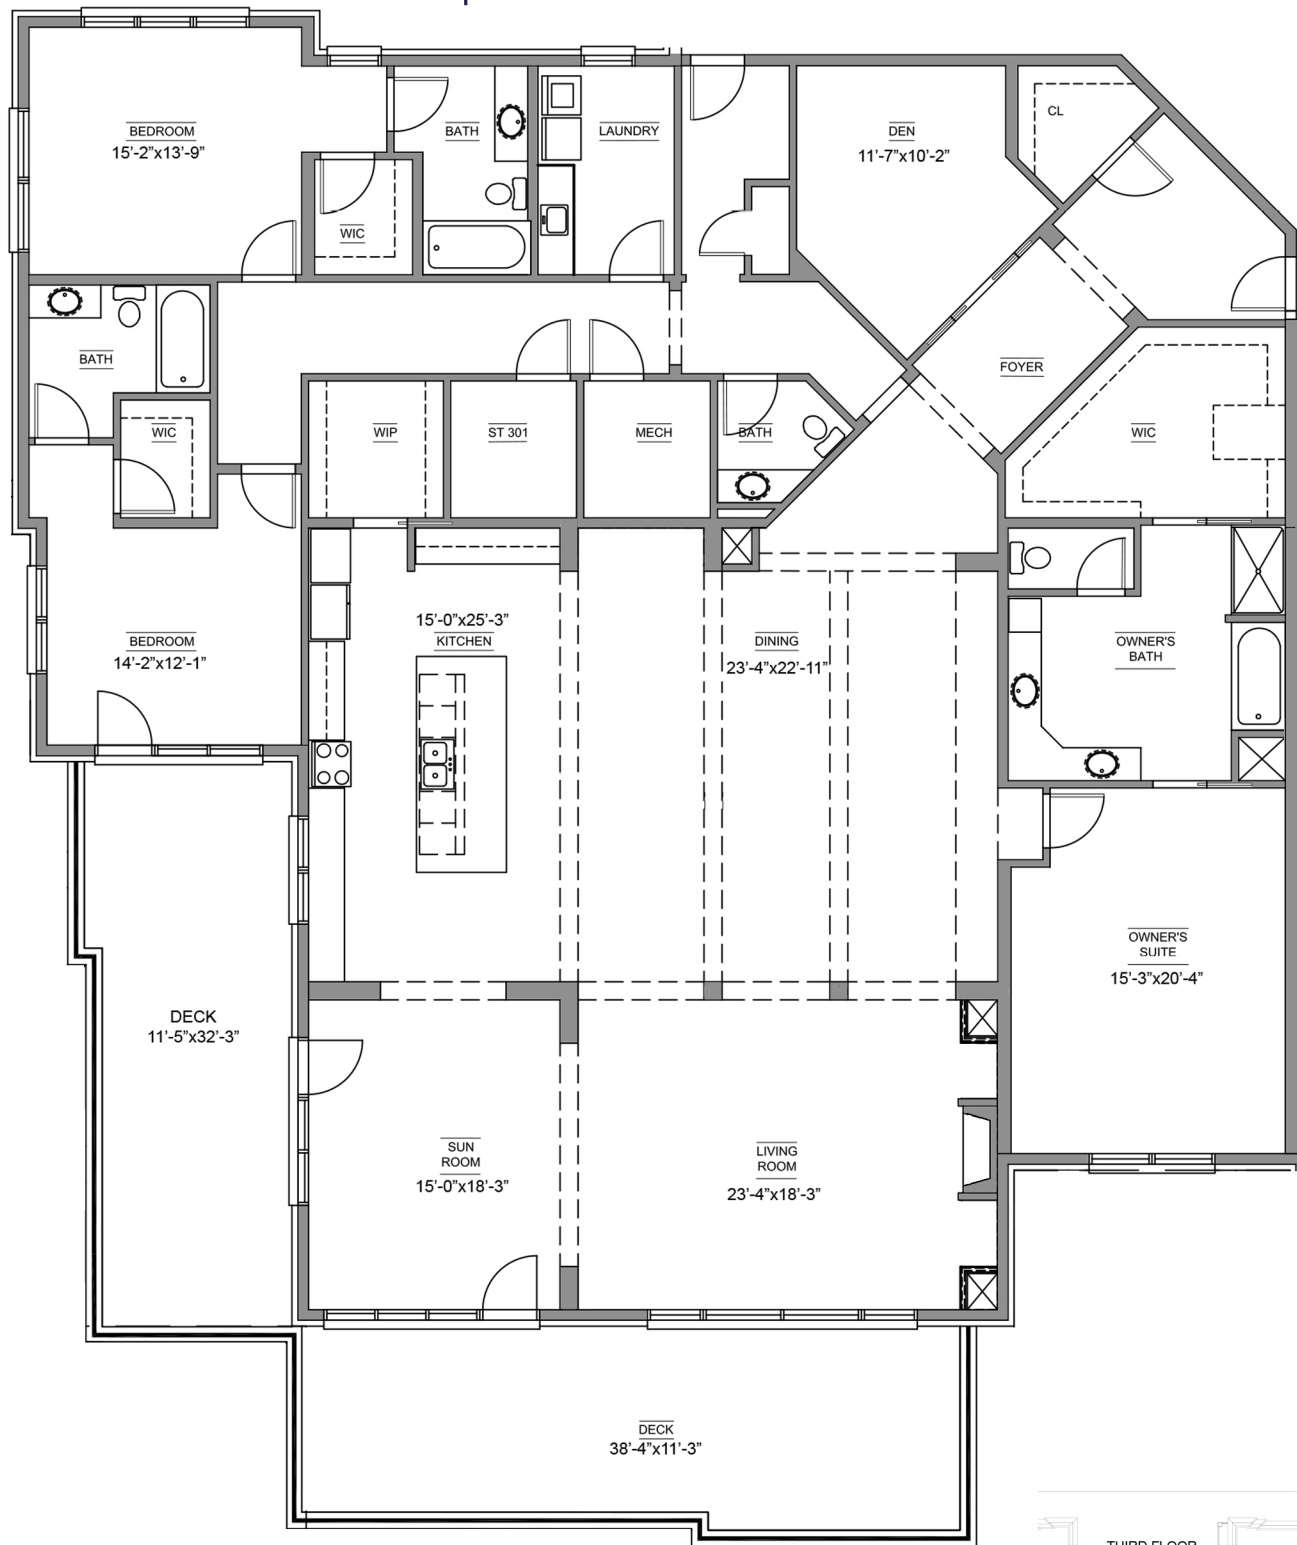 BEDROOM
15'-2"x13'-9"
BATH
LAUNDRY
DEN
11'-7"x10'-2"
CL
WIC
BATH
FOYER
WIC
WIP
ST 301
MECH
BATH
WIC
15'-0"x25'-3"
KITCHEN
BEDROOM
14'-2"x12'-1"
DINING
23'-4"x22'-11"
OWNER'S
BATH
OWNER'S
SUITE
15'-3"x20'-4"
DECK
11'-5"x32'-3"
SUN
ROOM
15'-0"x18'-3"
LIVING
ROOM
23'-4"x18'-3"
DECK
38'-4"x11'-3"
THIRD FLOOR